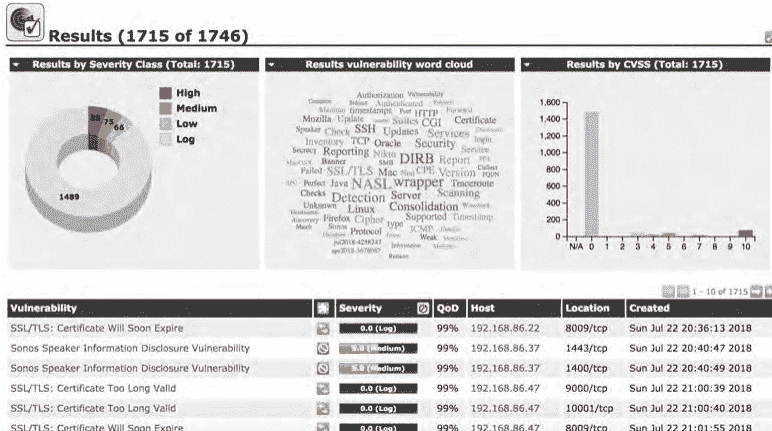 Results (1715 of 1746)
Results by Severity Class (Total: 1715)
High
Medium
Low
Log
75
66
1489
Results vulnerability word cloud
Authorization Vulnerability
Authenticated
timestamps Port HTTP
Mozilla Update Suites CGI Certificate
Speaker Check SSH Updates Services
Inventory TCP Oracle Security login
Secrecy Reporting Nikto Service
Banner SMB DIRB Report
Failed SSL/TLS Mac CPE Version Collect
Perfect Java NASL wrapper Traceroute
Checks Detection Server Scanning
Unknown Linux Consolidation
discovery Firefox Cipher type Supported Timestamp
March Sonos Protocol ICMP
Weak
Results by CVSS (Total: 1715)
1,600
1,400
1,200
1,000
800
600
400
200
0
N/A 0 1 2 3 4 5 6 7 8 9 10
1 - 10 of 1715
Vulnerability Severity QoD Host Location Created
SSL/TLS: Certificate Will Soon Expire 0.0 (Log) 99% 192.168.86.22 8009/tcp Sun Jul 22 20:36:13 2018
Sonos Speaker Information Disclosure Vulnerability (Medium) 99% 192.168.86.37 1443/tcp Sun Jul 22 20:40:47 2018
Sonos Speaker Information Disclosure Vulnerability (Medium) 99% 192.168.86.37 1400/tcp Sun Jul 22 20:40:49 2018
SSL/TLS: Certificate Too Long Valid 0.0 (Log) 99% 192.168.86.47 9000/tcp Sun Jul 22 21:00:39 2018
SSL/TLS: Certificate Too Long Valid 0.0 (Log) 99% 192.168.86.47 10001/tcp Sun Jul 22 21:00:40 2018
SSL/TLS: Certificate Will Soon Expire 0.0 (Log) 99% 192.168.86.47 8009/tcp Sun Jul 22 21:01:55 2018